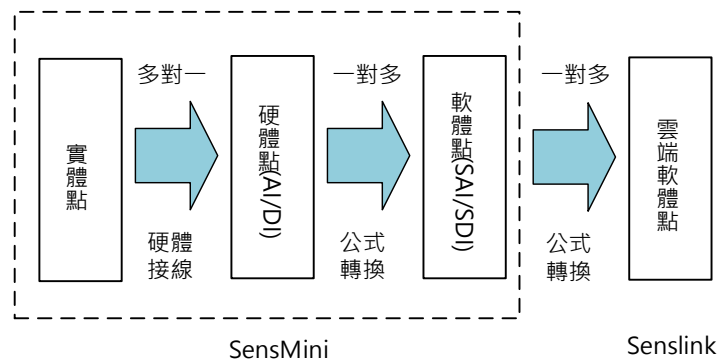 多對一
一對多
一對多
實體點
硬體點(AI/DI)
軟體點(SAI/SDI)
雲端軟體點
硬體
接線
公式
轉換
公式
轉換
SensMini
Senslink